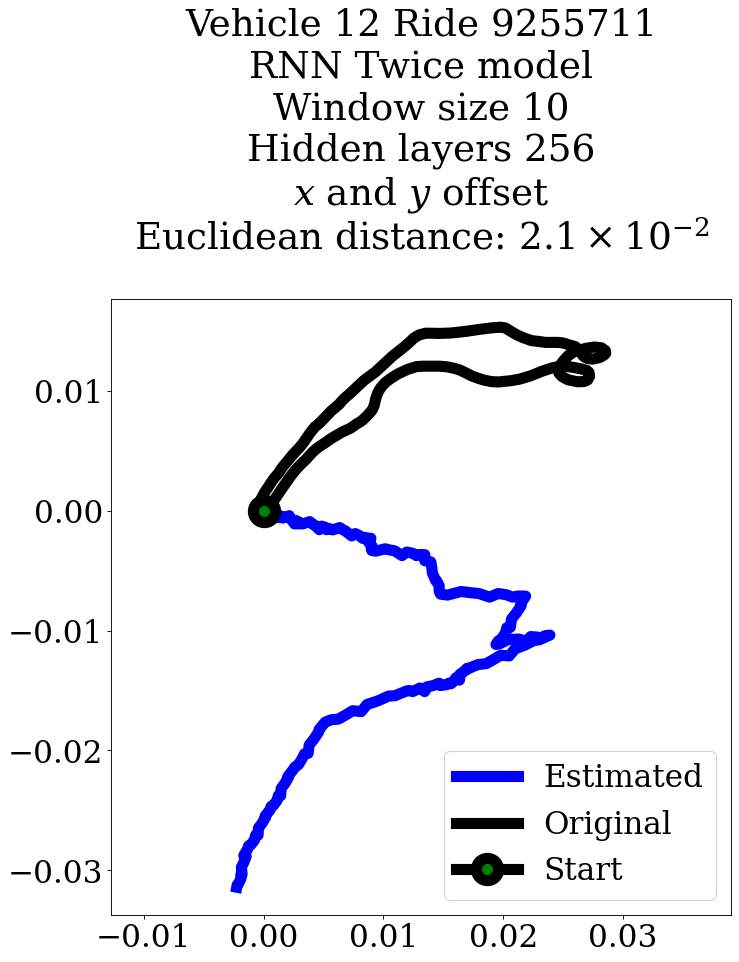 Vehicle 12 Ride 9255711
RNN Twice model
Window size 10
Hidden layers 256
x and y offset
Euclidean distance: 2.1 × 10⁻²
0.01
0.00
−0.01
−0.02
−0.03
Estimated
Original
Start
−0.01 0.00 0.01 0.02 0.03